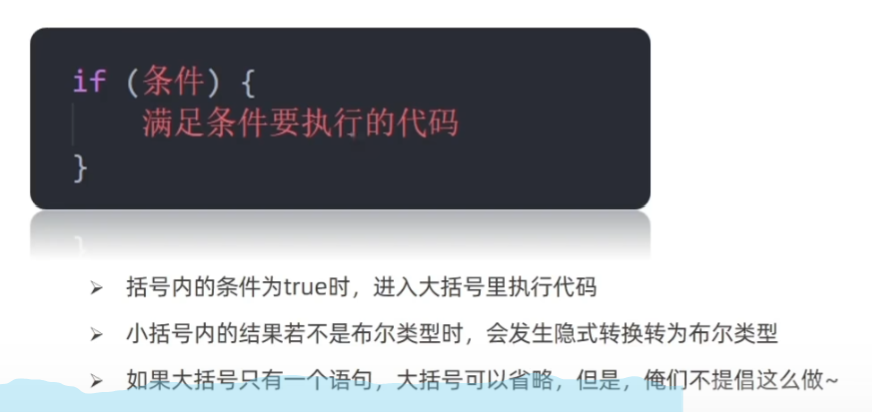 if (条件) {
满足条件要执行的代码
}
➢ 括号内的条件为true时，进入大括号里执行代码
➢ 小括号内的结果若不是布尔类型时，会发生隐式转换转为布尔类型
➢ 如果大括号只有一个语句，大括号可以省略，但是，俺们不提倡这么做~